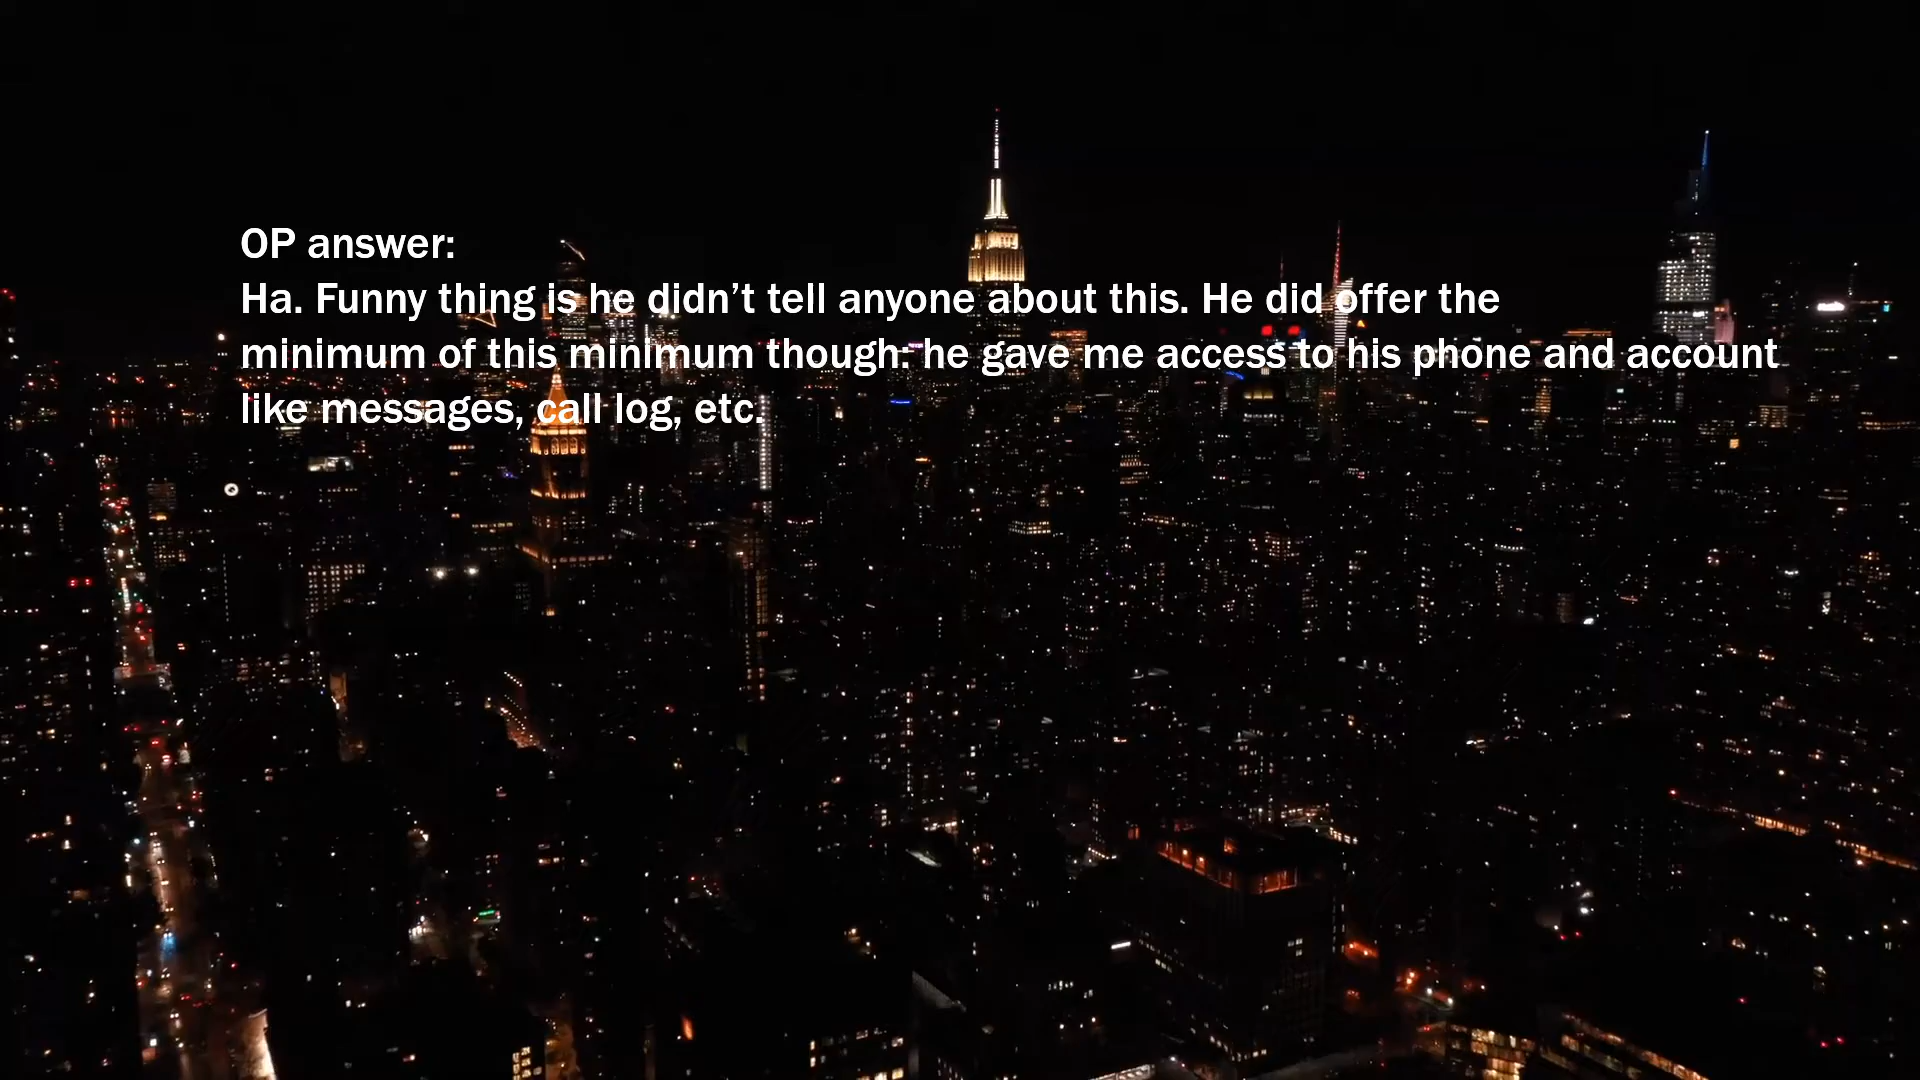 OP answer:
Ha. Funny thing is he didn’t tell anyone about this. He did offer the
minimum of this minimum though: he gave me access to his phone and account
like messages, call log, etc.